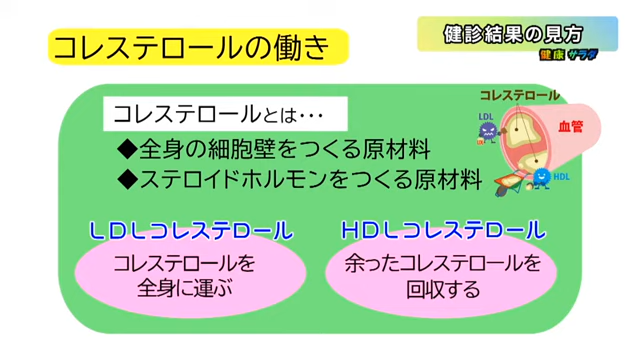 コレステロールの働き
健診結果の見方
健康サラダ
コレステロールとは･･･
◆全身の細胞壁をつくる原材料
◆ステロイドホルモンをつくる原材料
コレステロール
LDL
血管
HDL
LDLコレステロール
コレステロールを
全身に運ぶ
HDLコレステロール
余ったコレステロールを
回収する